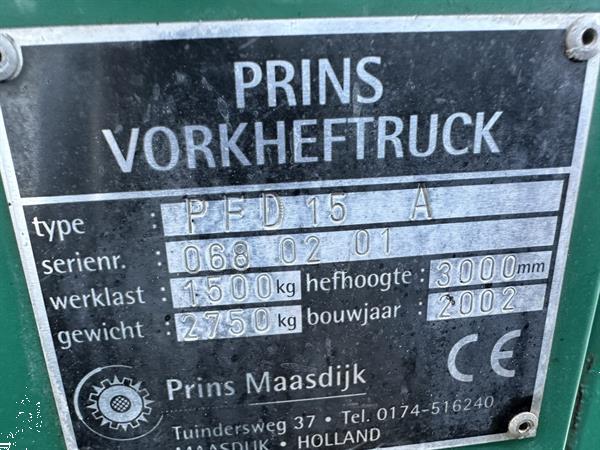 PRINS
VORKHEFTRUCK
type : PFD 15 A
serienr. : 068 02 01
werklast : 1500 kg hefhoogte : 3000 mm
gewicht : 2750 kg bouwjaar : 2002
CE
Prins Maasdijk
Tuindersweg 37 • Tel. 0174-516240
MAASDIJK • HOLLAND